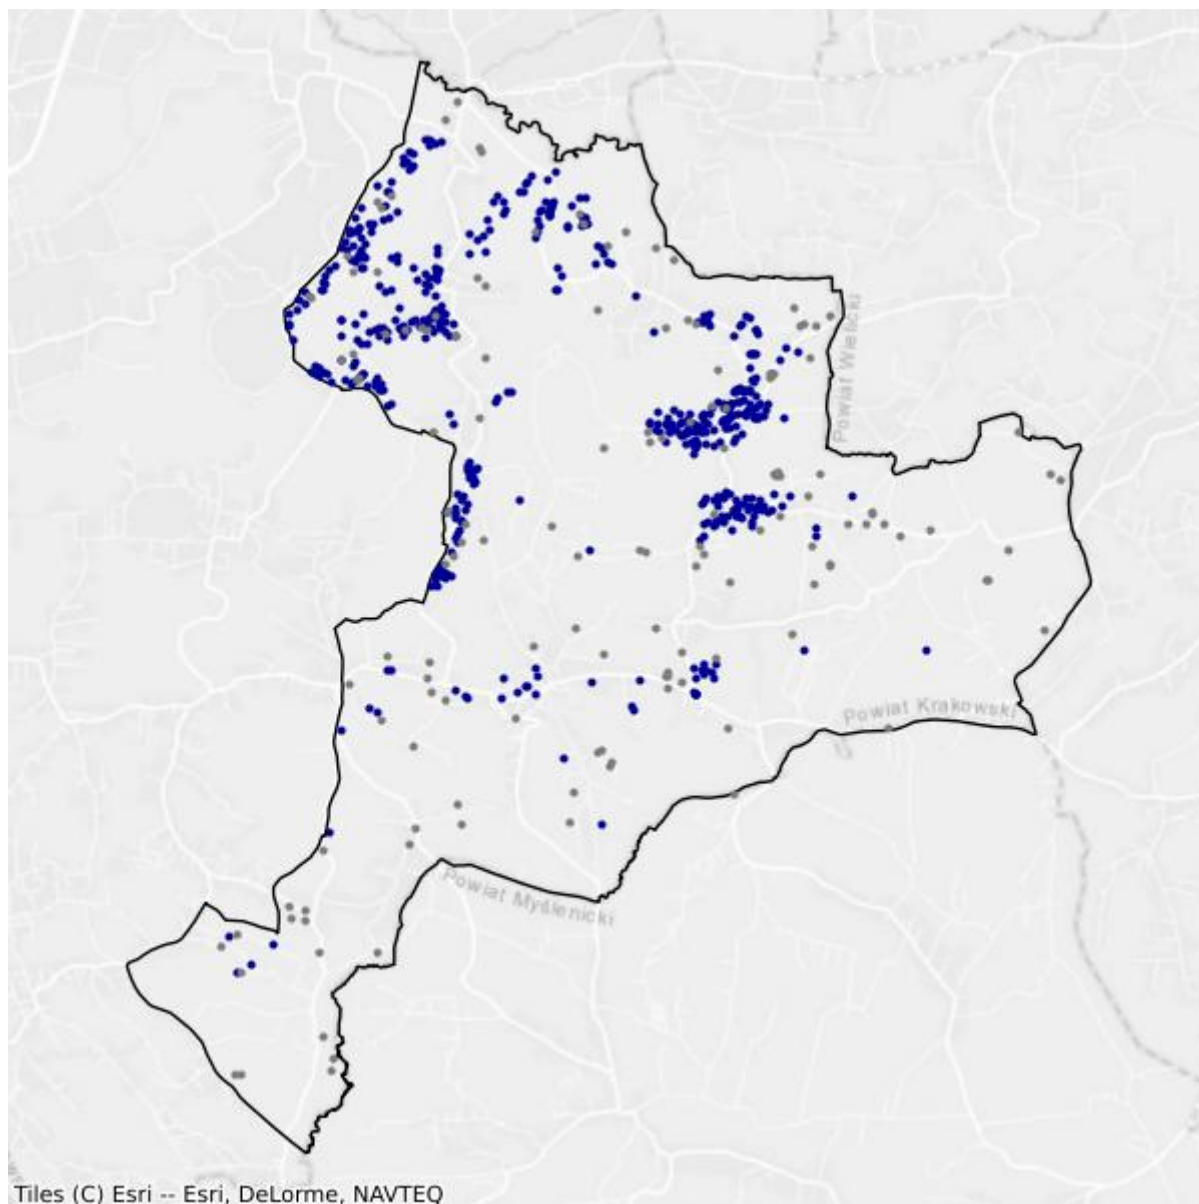 Powiat Wielicki
Powiat Krakowski
Powiat Myślenicki
Tiles (C) Esri -- Esri, DeLorme, NAVTEQ